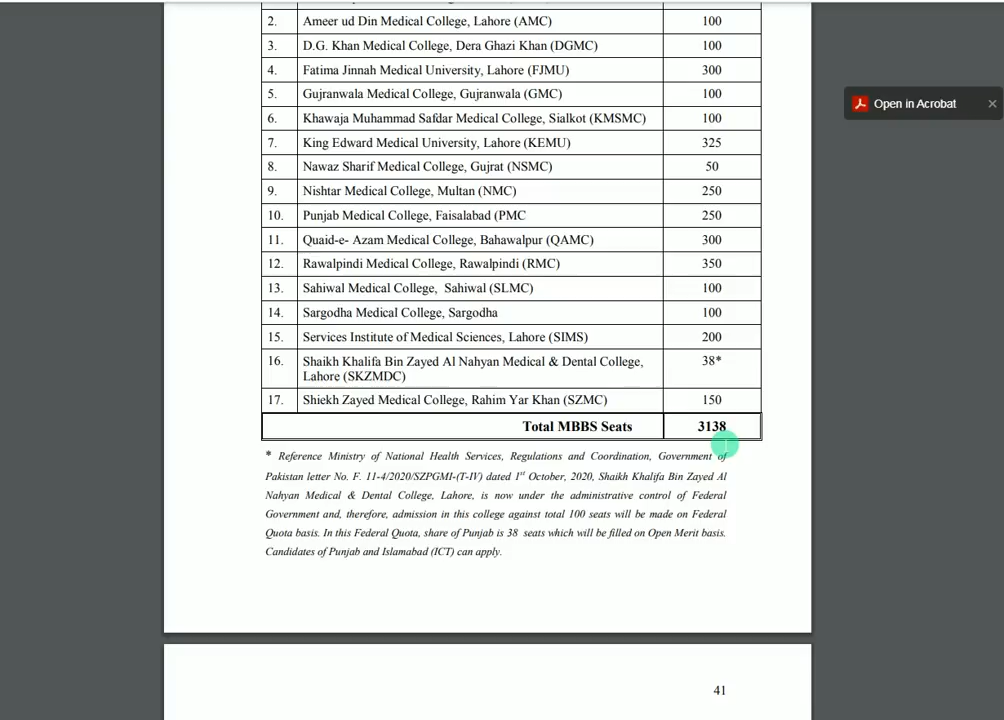 2. Ameer ud Din Medical College, Lahore (AMC) 100
3. D.G. Khan Medical College, Dera Ghazi Khan (DGMC) 100
4. Fatima Jinnah Medical University, Lahore (FJMU) 300
5. Gujranwala Medical College, Gujranwala (GMC) 100
6. Khawaja Muhammad Safdar Medical College, Sialkot (KMSMC) 100
7. King Edward Medical University, Lahore (KEMU) 325
8. Nawaz Sharif Medical College, Gujrat (NSMC) 50
9. Nishtar Medical College, Multan (NMC) 250
10. Punjab Medical College, Faisalabad (PMC 250
11. Quaid-e- Azam Medical College, Bahawalpur (QAMC) 300
12. Rawalpindi Medical College, Rawalpindi (RMC) 350
13. Sahiwal Medical College, Sahiwal (SLMC) 100
14. Sargodha Medical College, Sargodha 100
15. Services Institute of Medical Sciences, Lahore (SIMS) 200
16. Shaikh Khalifa Bin Zayed Al Nahyan Medical & Dental College, 38*
Lahore (SKZMDC)
17. Shiekh Zayed Medical College, Rahim Yar Khan (SZMC) 150
Total MBBS Seats 3138
* Reference Ministry of National Health Services, Regulations and Coordination, Government of
Pakistan letter No. F. 11-4/2020/SZPGMI-(T-IV) dated 1st October, 2020, Shaikh Khalifa Bin Zayed Al
Nahyan Medical & Dental College, Lahore, is now under the administrative control of Federal
Government and, therefore, admission in this college against total 100 seats will be made on Federal
Quota basis. In this Federal Quota, share of Punjab is 38 seats which will be filled on Open Merit basis.
Candidates of Punjab and Islamabad (ICT) can apply.
41
Open in Acrobat